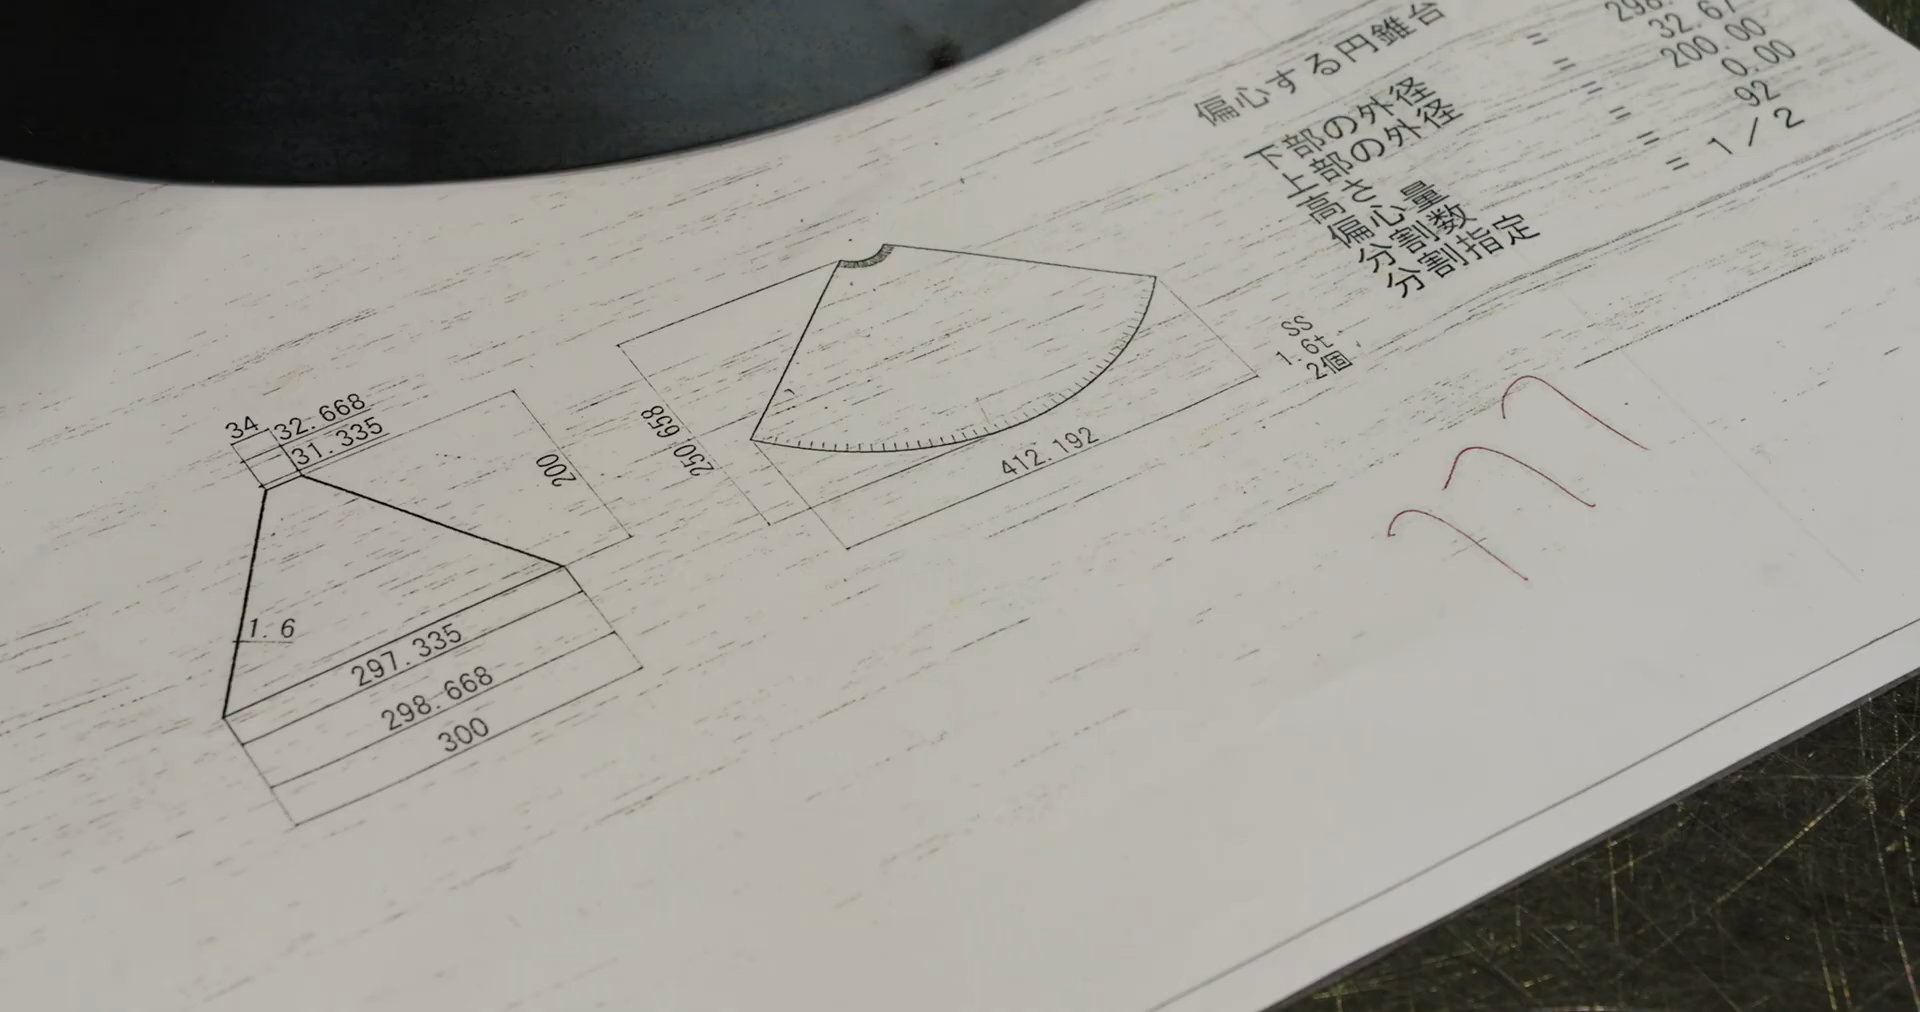 偏心する円錐台
下部の外径 = 298.
上部の外径 = 32.67
高さ = 200.00
偏心量 = 0.00
分割数 = 92
分割指定 = 1/2
SS
1.6t
2個
34
32.668
31.335
200
1.6
297.335
298.668
300
250.658
412.192